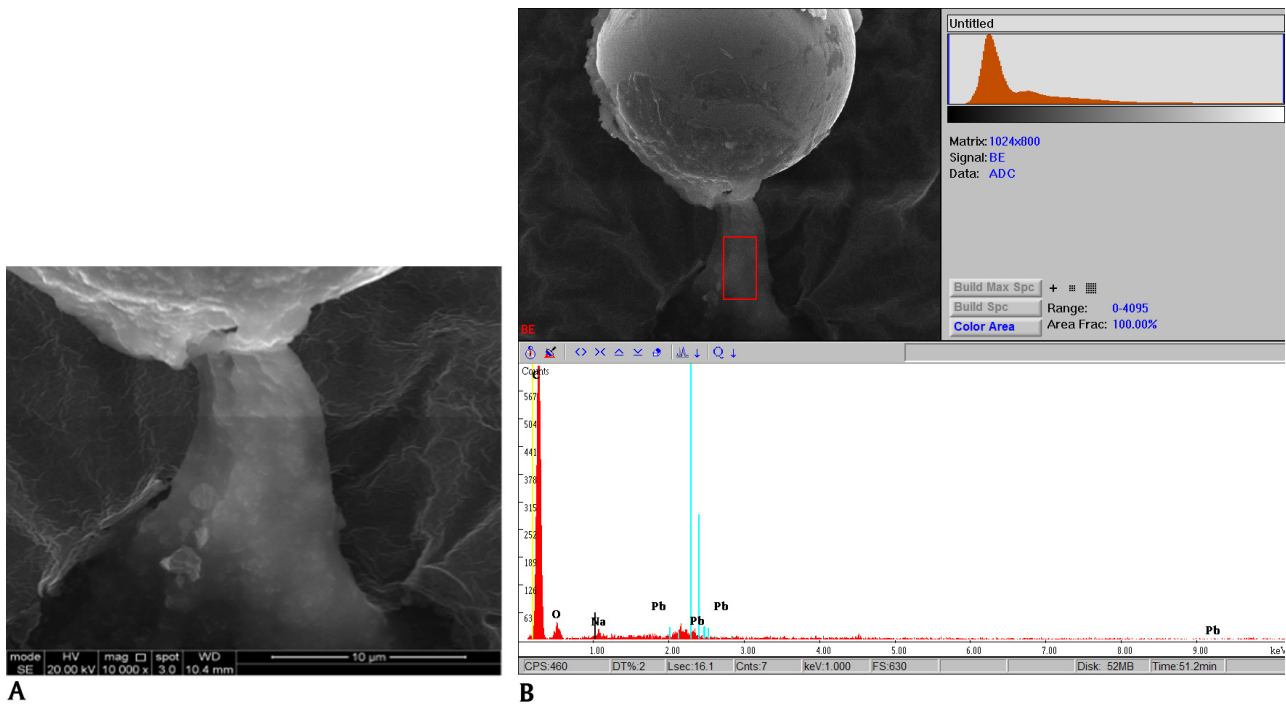 Untitled
Matrix: 1024x800
Signal: BE
Data: ADC
Build Max Spc
Build Spc
Range: 0-4095
Color Area
Area Frac: 100.00%
BE
Counts
C
567
504
441
378
315
252
189
126
63
O
Na
Pb
Pb
Pb
Pb
1.00 2.00 3.00 4.00 5.00 6.00 7.00 8.00 9.00 keV
CPS:460 DT%:2 Lsec:16.1 Cnts:7 keV:1.000 FS:630 Disk: 52MB Time:51.2min
mode HV mag spot WD
SE 20.00 kV 10 000 x 3.0 10.4 mm 10 µm
A
B